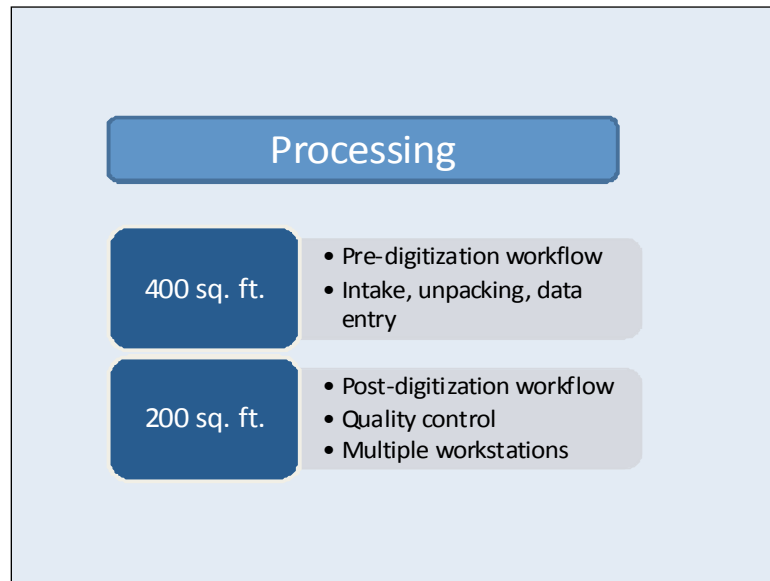 Processing
400 sq. ft.
• Pre-digitization workflow
• Intake, unpacking, data
entry
200 sq. ft.
• Post-digitization workflow
• Quality control
• Multiple workstations